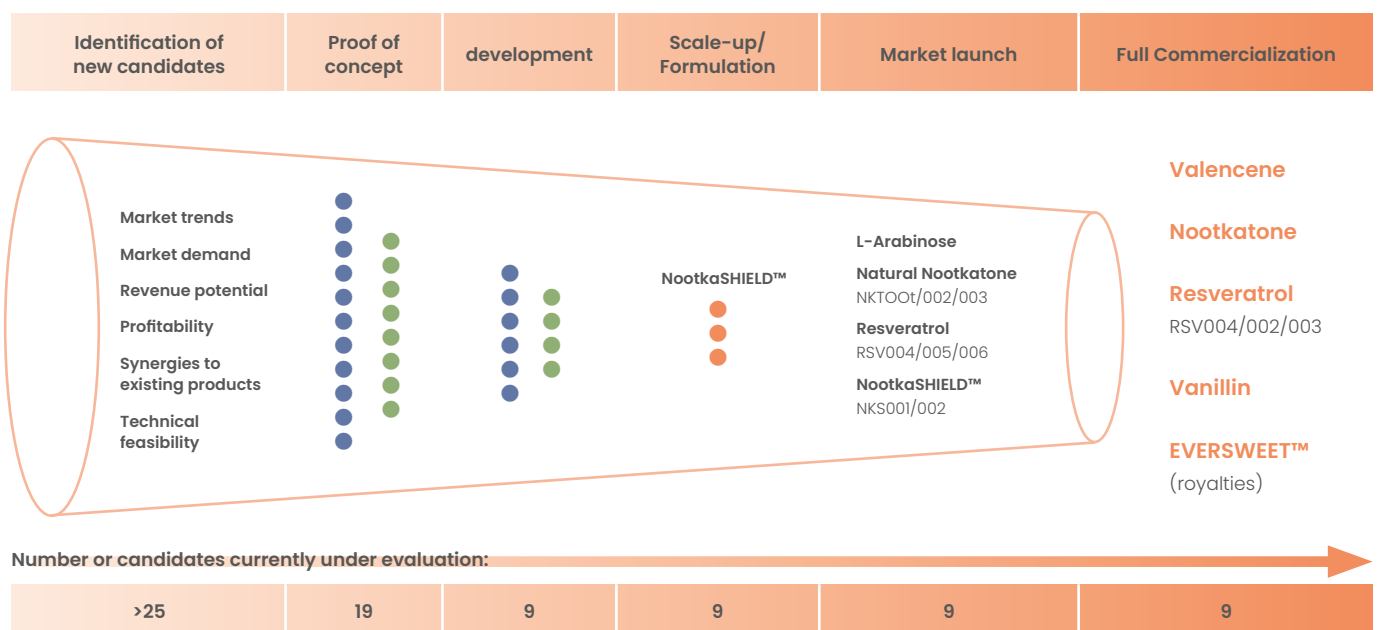 Identification of
new candidates
Proof of
concept
development
Scale-up/
Formulation
Market launch
Full Commercialization
Market trends
Market demand
Revenue potential
Profitability
Synergies to
existing products
Technical
feasibility
NootkaSHIELD™
L-Arabinose
Natural Nootkatone
NKTOOt/002/003
Resveratrol
RSV004/005/006
NootkaSHIELD™
NKS001/002
Valencene
Nootkatone
Resveratrol
RSV004/002/003
Vanillin
EVERSWEET™
(royalties)
Number or candidates currently under evaluation:
>25
19
9
9
9
9